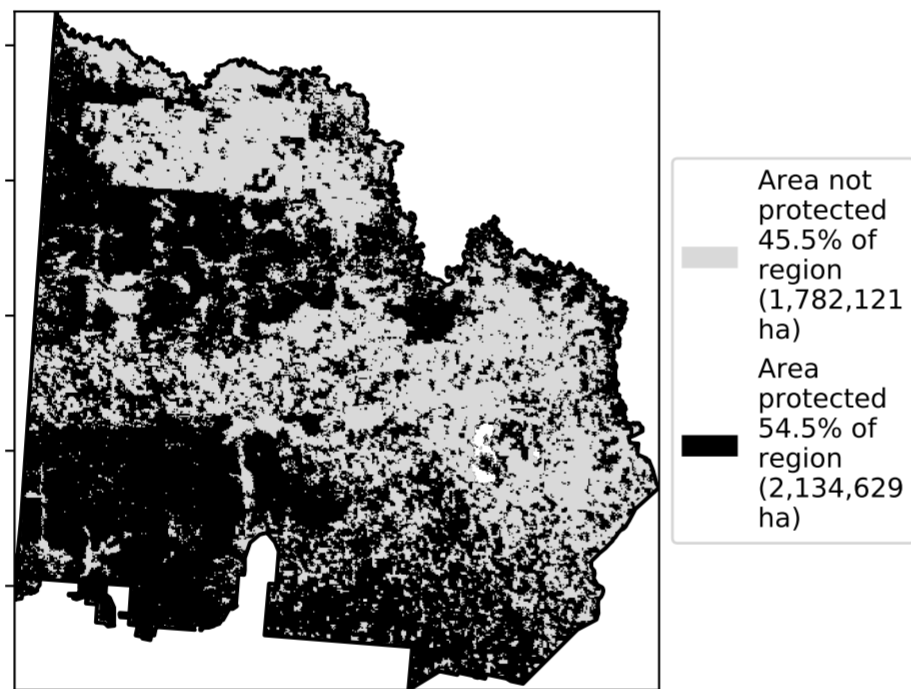 Area not
protected
45.5% of
region
(1,782,121
ha)
Area
protected
54.5% of
region
(2,134,629
ha)